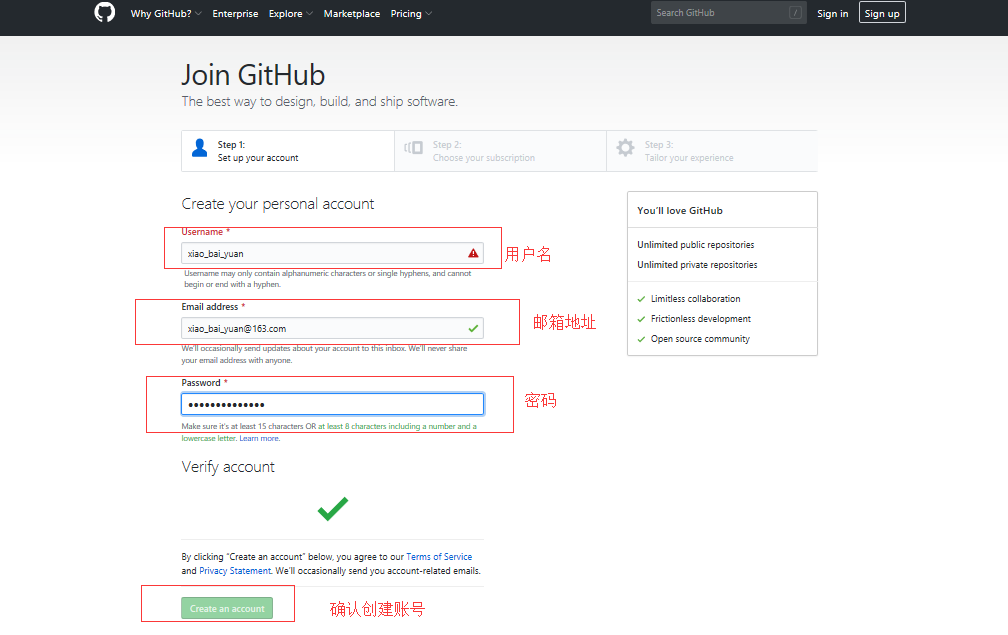 Why GitHub? Enterprise Explore Marketplace Pricing Search GitHub / Sign in Sign up
Join GitHub
The best way to design, build, and ship software.
Step 1:
Set up your account
Step 2:
Choose your subscription
Step 3:
Tailor your experience
Create your personal account
Username *
xiao_bai_yuan
用户名
Username may only contain alphanumeric characters or single hyphens, and cannot
begin or end with a hyphen.
Email address *
xiao_bai_yuan@163.com
邮箱地址
We'll occasionally send updates about your account to this inbox. We'll never share
your email address with anyone.
Password *
••••••••••••••
密码
Make sure it's at least 15 characters OR at least 8 characters including a number and a
lowercase letter. Learn more.
Verify account
By clicking "Create an account" below, you agree to our Terms of Service
and Privacy Statement. We'll occasionally send you account-related emails.
Create an account
确认创建账号
You'll love GitHub
Unlimited public repositories
Unlimited private repositories
Limitless collaboration
Frictionless development
Open source community